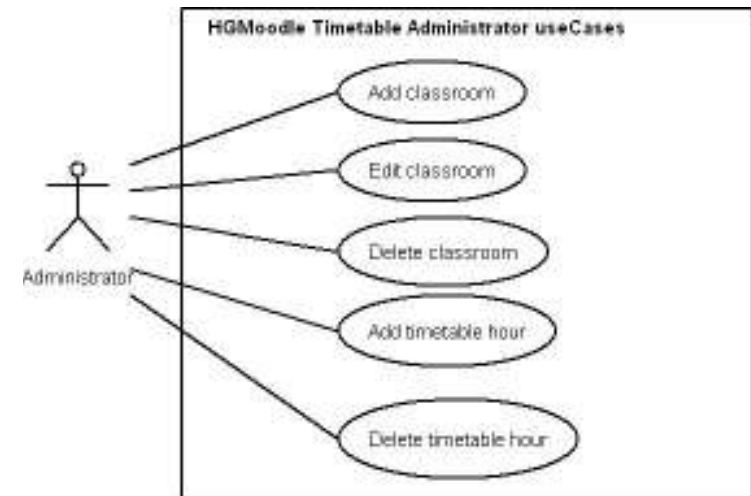 HGMoodle Timetable Administrator useCases
Add classroom
Edit classroom
Delete classroom
Administrator
Add timetable hour
Delete timetable hour